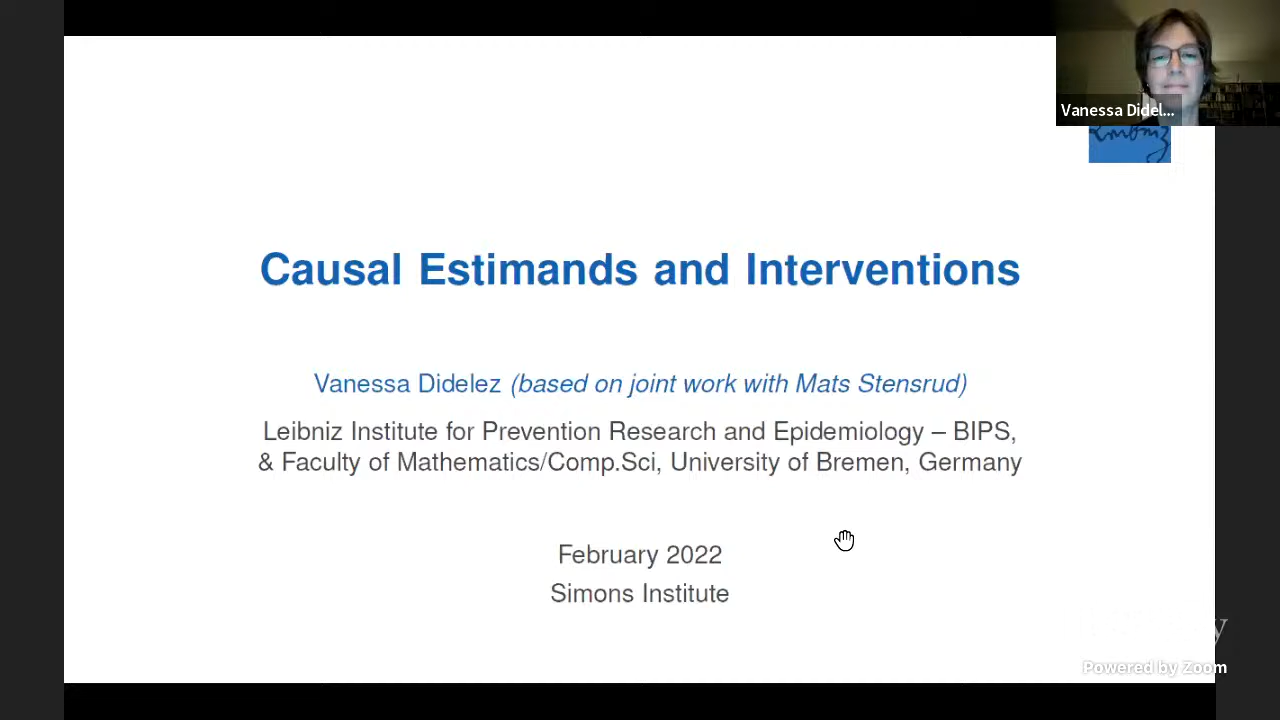 Vanessa Didel...
Leibniz
Causal Estimands and Interventions
Vanessa Didelez (based on joint work with Mats Stensrud)
Leibniz Institute for Prevention Research and Epidemiology – BIPS,
& Faculty of Mathematics/Comp.Sci, University of Bremen, Germany
February 2022
Simons Institute
y
Powered by Zoom